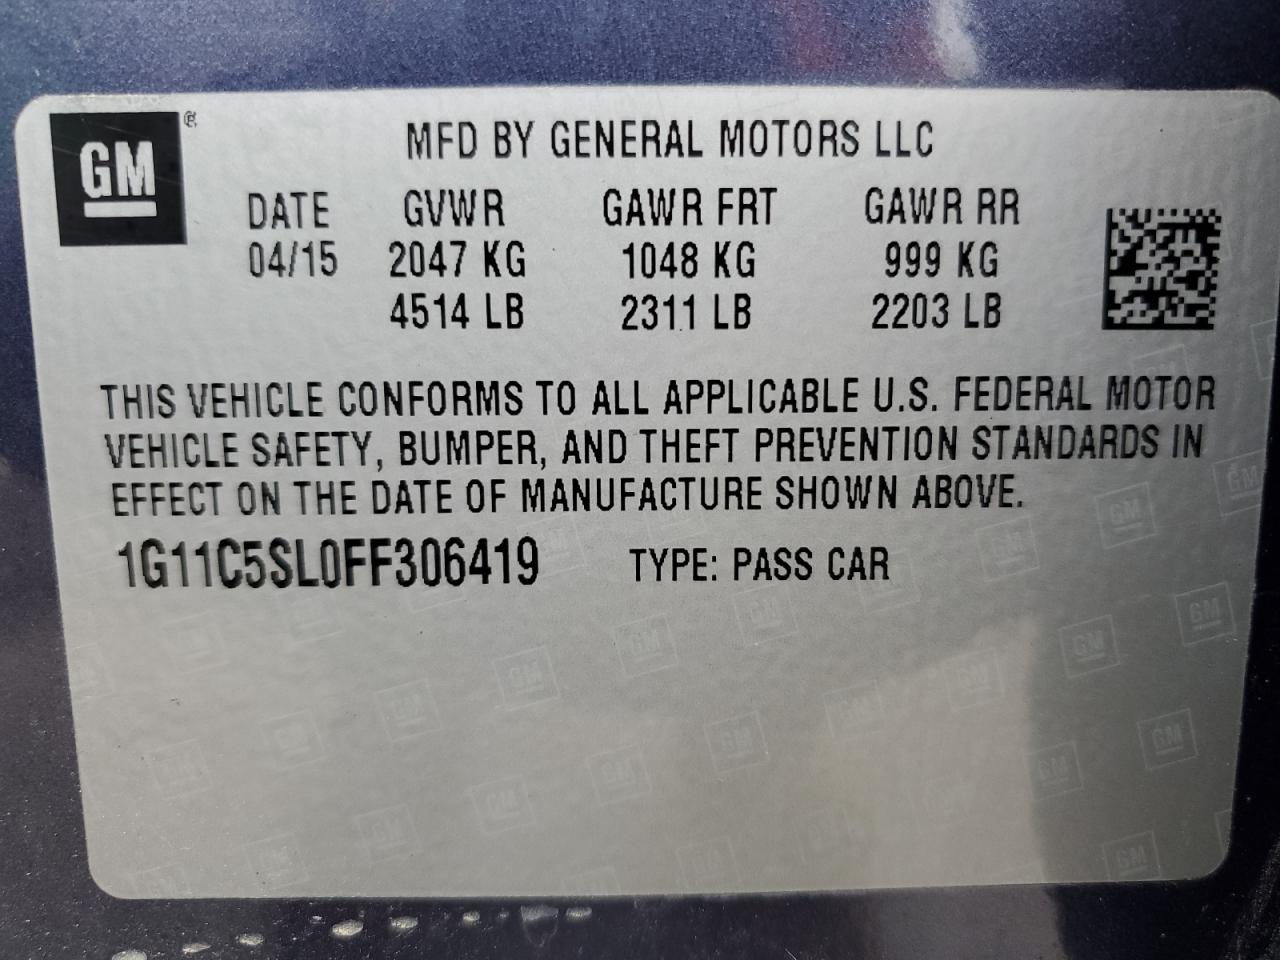 GM
MFD BY GENERAL MOTORS LLC
DATE GVWR GAWR FRT GAWR RR
04/15 2047 KG 1048 KG 999 KG
4514 LB 2311 LB 2203 LB
THIS VEHICLE CONFORMS TO ALL APPLICABLE U.S. FEDERAL MOTOR
VEHICLE SAFETY, BUMPER, AND THEFT PREVENTION STANDARDS IN
EFFECT ON THE DATE OF MANUFACTURE SHOWN ABOVE.
1G11C5SL0FF306419 TYPE: PASS CAR